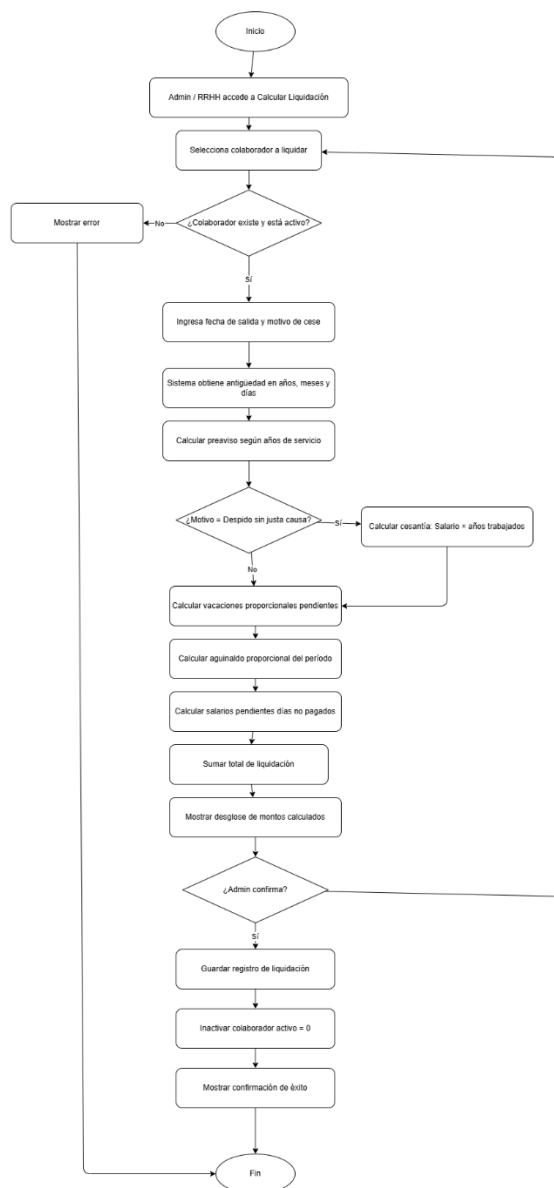 Inicio
Admin / RRHH accede a Calcular Liquidación
Selecciona colaborador a liquidar
¿Colaborador existe y está activo?
No
Mostrar error
Sí
Ingresa fecha de salida y motivo de cese
Sistema obtiene antigüedad en años, meses y
días
Calcular preaviso según años de servicio
¿Motivo = Despido sin justa causa?
Sí
Calcular cesantía: Salario × años trabajados
No
Calcular vacaciones proporcionales pendientes
Calcular aguinaldo proporcional del período
Calcular salarios pendientes días no pagados
Sumar total de liquidación
Mostrar desglose de montos calculados
¿Admin confirma?
Sí
Guardar registro de liquidación
Inactivar colaborador activo = 0
Mostrar confirmación de éxito
Fin